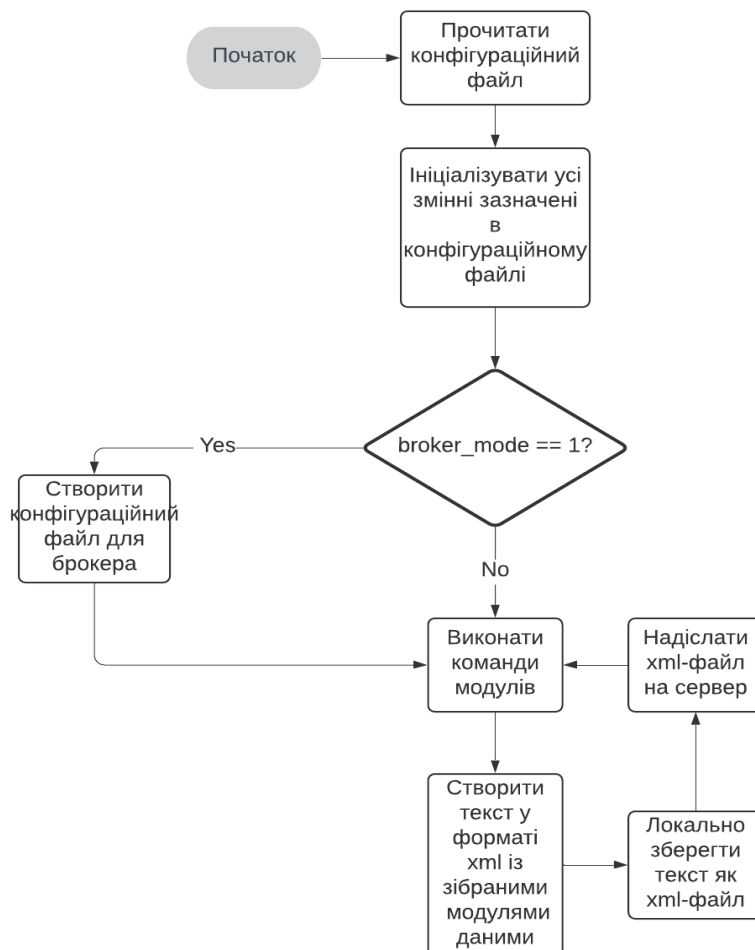 Початок
Прочитати
конфігураційний
файл
Ініціалізувати усі
змінні зазначені
в
конфігураційному
файлі
broker_mode == 1?
Yes
Створити
конфігураційний
файл для
брокера
No
Виконати
команди
модулів
Надіслати
xml-файл
на сервер
Створити
текст у
форматі
xml із
зібраними
модулями
даними
Локально
зберегти
текст як
xml-файл